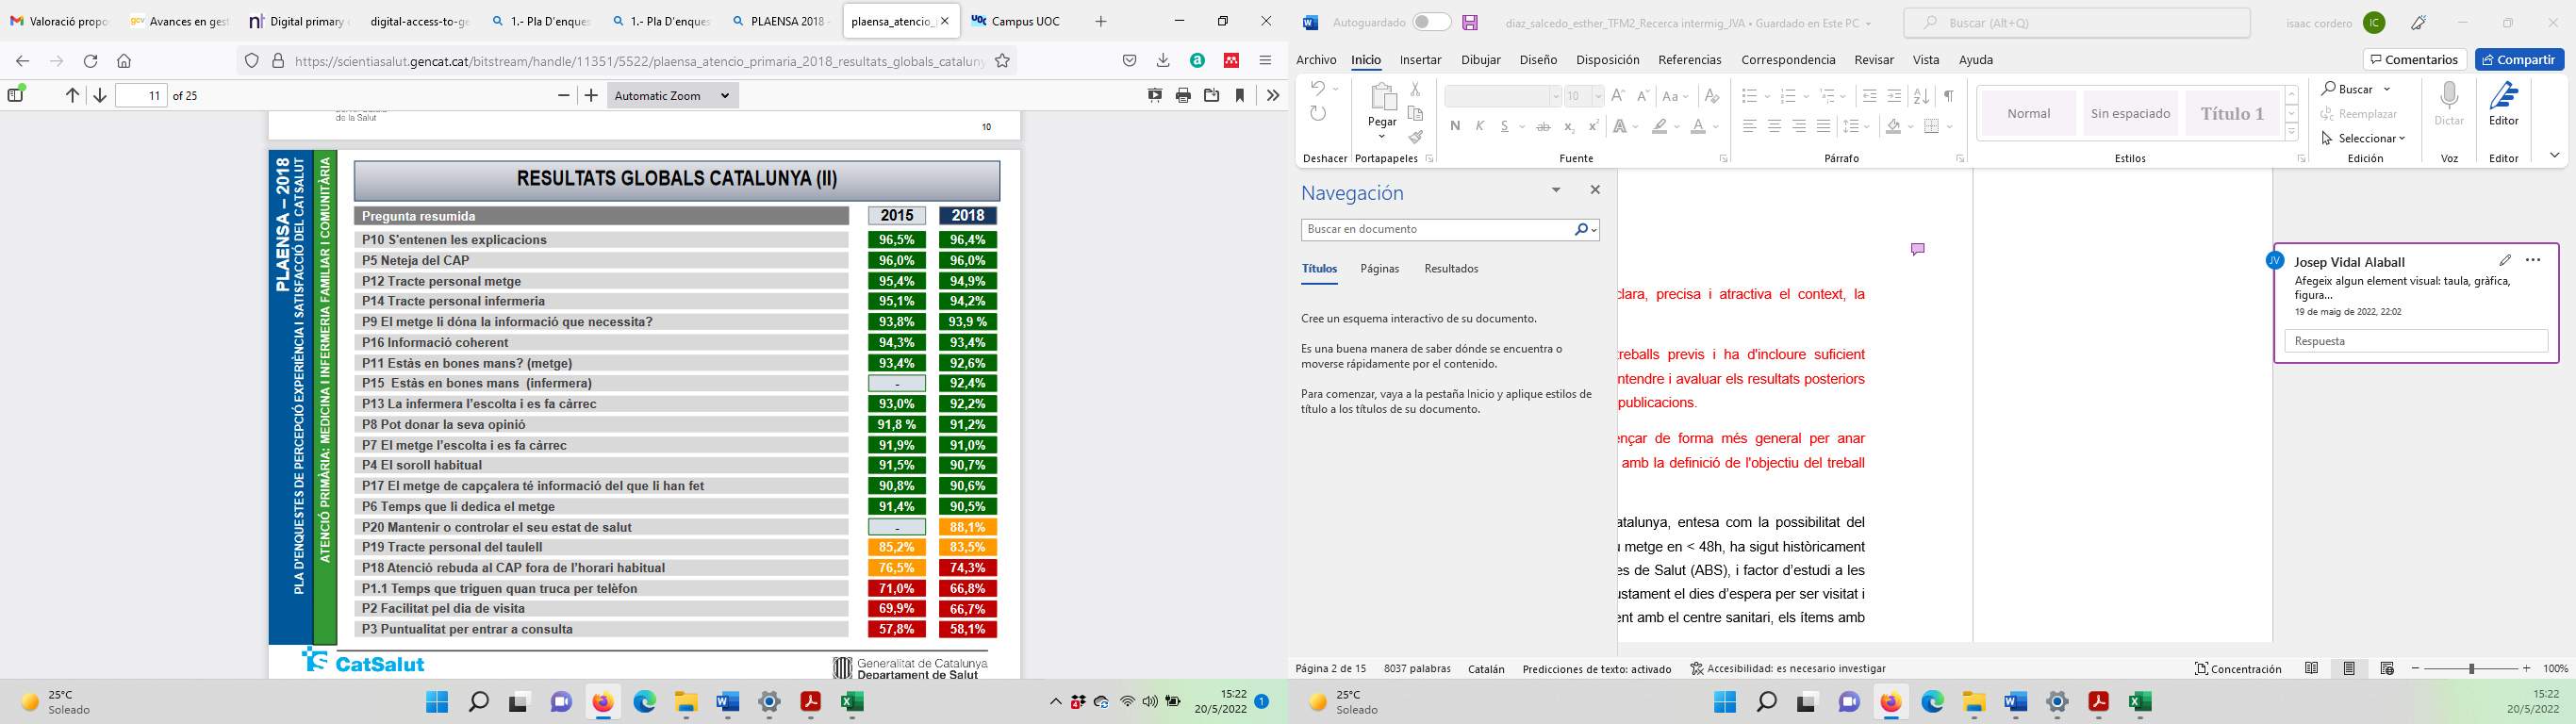 Valoració propo
gcv Avances en gest
Digital primary
digital-access-to-ge
1.- Pla D'enques
1.- Pla D'enques
PLAENSA 2018 -
plaensa_atencio_
UOC Campus UOC
https://scientiasalut.gencat.cat/bitstream/handle/11351/5522/plaensa_atencio_primaria_2018_resultats_globals_cataluny
11 of 25
Automatic Zoom
de la Salut
10
PLAENSA – 2018
PLA D'ENQUESTES DE PERCEPCIÓ EXPERIÈNCIA I SATISFACCIÓ DEL CATSALUT
ATENCIÓ PRIMÀRIA: MEDICINA I INFERMERIA FAMILIAR I COMUNITÀRIA
RESULTATS GLOBALS CATALUNYA (II)
Pregunta resumida 2015 2018
P10 S'entenen les explicacions 96,5% 96,4%
P5 Neteja del CAP 96,0% 96,0%
P12 Tracte personal metge 95,4% 94,9%
P14 Tracte personal infermeria 95,1% 94,2%
P9 El metge li dóna la informació que necessita? 93,8% 93,9 %
P16 Informació coherent 94,3% 93,4%
P11 Estàs en bones mans? (metge) 93,4% 92,6%
P15 Estàs en bones mans (infermera) - 92,4%
P13 La infermera l'escolta i es fa càrrec 93,0% 92,2%
P8 Pot donar la seva opinió 91,8 % 91,2%
P7 El metge l'escolta i es fa càrrec 91,9% 91,0%
P4 El soroll habitual 91,5% 90,7%
P17 El metge de capçalera té informació del que li han fet 90,8% 90,6%
P6 Temps que li dedica el metge 91,4% 90,5%
P20 Mantenir o controlar el seu estat de salut - 88,1%
P19 Tracte personal del taulell 85,2% 83,5%
P18 Atenció rebuda al CAP fora de l'horari habitual 76,5% 74,3%
P1.1 Temps que triguen quan truca per telèfon 71,0% 66,8%
P2 Facilitat pel dia de visita 69,9% 66,7%
P3 Puntualitat per entrar a consulta 57,8% 58,1%
CatSalut
Generalitat de Catalunya
Departament de Salut
25°C
Soleado
15:22
20/5/2022
1
Autoguardado
diaz_salcedo_esther_TFM2_Recerca intermig_JVA • Guardado en Este PC
Buscar (Alt+Q)
isaac cordero
IC
Archivo Inicio Insertar Dibujar Diseño Disposición Referencias Correspondencia Revisar Vista Ayuda
Comentarios
Compartir
Pegar
10
Normal
Sin espaciado
Título 1
Buscar
Reemplazar
Seleccionar
Dictar
Editor
Deshacer Portapapeles Fuente Párrafo Estilos Edición Voz Editor
Navegación
Buscar en documento
Títulos Páginas Resultados
Cree un esquema interactivo de su documento.
Es una buena manera de saber dónde se encuentra o
moverse rápidamente por el contenido.
Para comenzar, vaya a la pestaña Inicio y aplique estilos de
título a los títulos de su documento.
clara, precisa i atractiva el context, la
treballs previs i ha d'incloure suficient
ntendre i avaluar els resultats posteriors
publicacions.
ençar de forma més general per anar
amb la definició de l'objectiu del treball
atalunya, entesa com la possibilitat del
u metge en < 48h, ha sigut històricament
es de Salut (ABS), i factor d'estudi a les
ustament el dies d'espera per ser visitat i
ent amb el centre sanitari, els ítems amb
JV Josep Vidal Alaball
Afegeix algun element visual: taula, gràfica,
figura...
19 de maig de 2022, 22:02
Respuesta
Página 2 de 15 8037 palabras Catalán Predicciones de texto: activado Accesibilidad: es necesario investigar
Concentración
100%
25°C
Soleado
15:22
20/5/2022